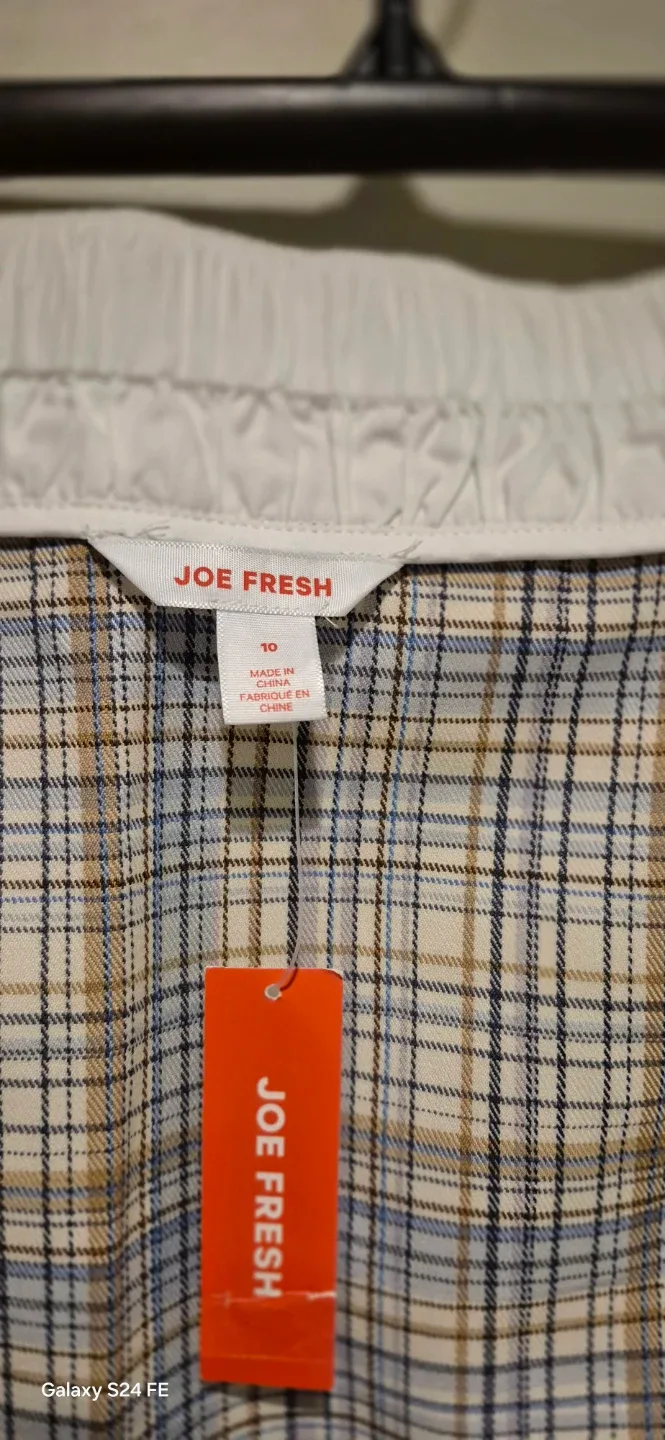 JOE FRESH
10
MADE IN
CHINA
FABRIQUÉ EN
CHINE
JOE FRESH
Galaxy S24 FE